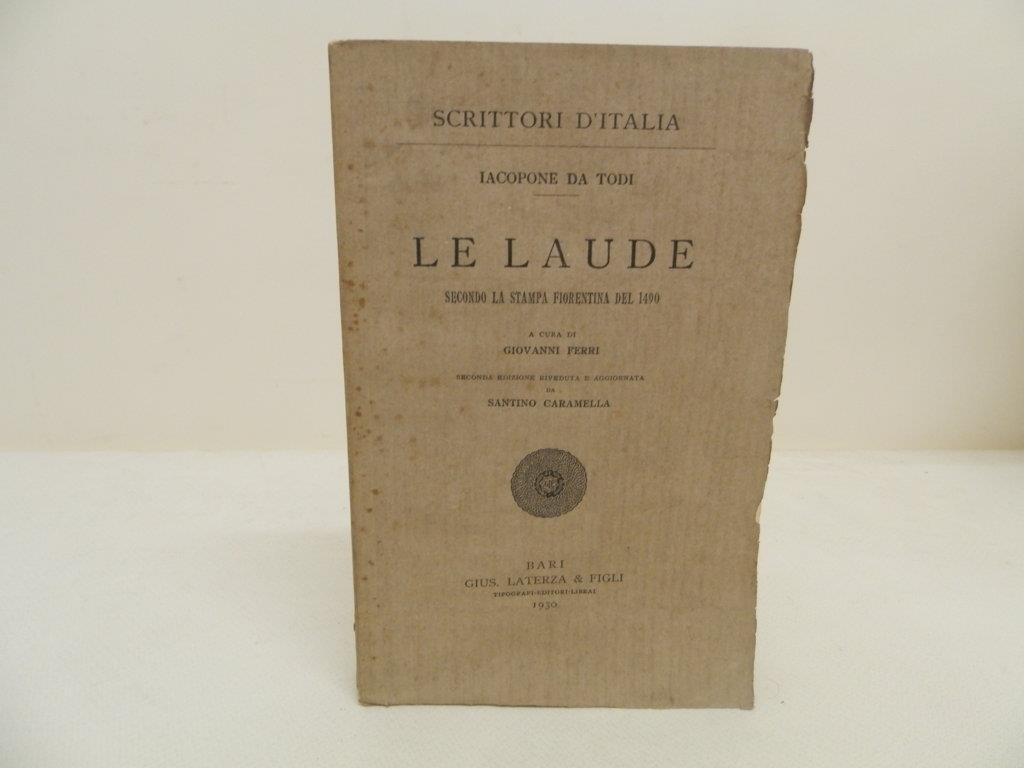 SCRITTORI D'ITALIA
IACOPONE DA TODI
LE LAUDE
SECONDO LA STAMPA FIORENTINA DEL 1490
A CURA DI
GIOVANNI FERRI
SECONDA EDIZIONE RIVEDUTA E AGGIORNATA
DA
SANTINO CARAMELLA
BARI
GIUS. LATERZA & FIGLI
TIPOGRAFI-EDITORI-LIBRAI
1930